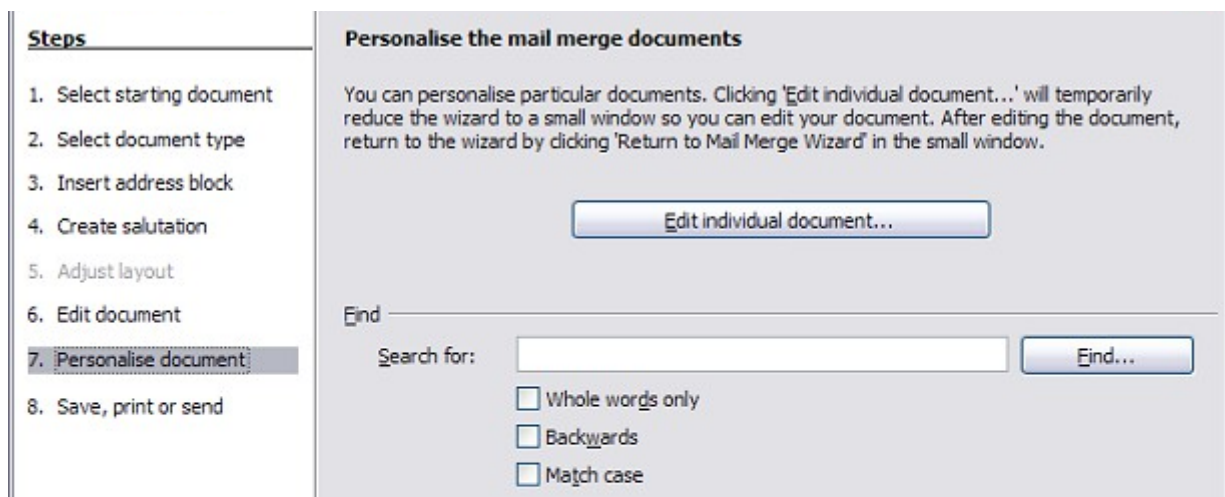 Steps
1. Select starting document
2. Select document type
3. Insert address block
4. Create salutation
5. Adjust layout
6. Edit document
7. Personalise document
8. Save, print or send
Personalise the mail merge documents
You can personalise particular documents. Clicking 'Edit individual document...' will temporarily
reduce the wizard to a small window so you can edit your document. After editing the document,
return to the wizard by clicking 'Return to Mail Merge Wizard' in the small window.
Edit individual document...
Find
Search for:
Find...
Whole words only
Backwards
Match case